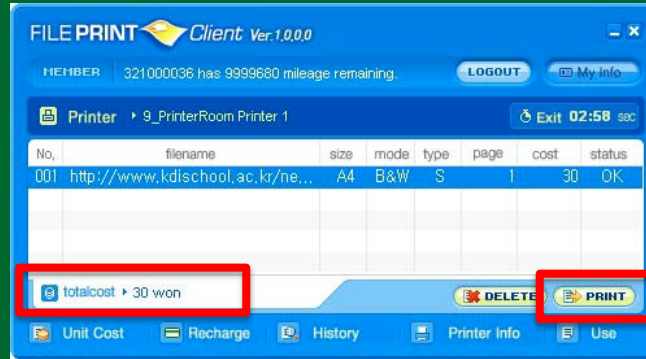 FILE PRINT Client Ver.1,0,0,0
MEMBER 321000036 has 9999680 mileage remaining. LOGOUT My Info
Printer 9_PrinterRoom Printer 1 Exit 02:58 sec
No, filename size mode type page cost status
001 http://www,kdischool,ac,kr/ne,,, A4 B&W S 1 30 OK
totalcost 30 won DELETE PRINT
Unit Cost Recharge History Printer Info Use